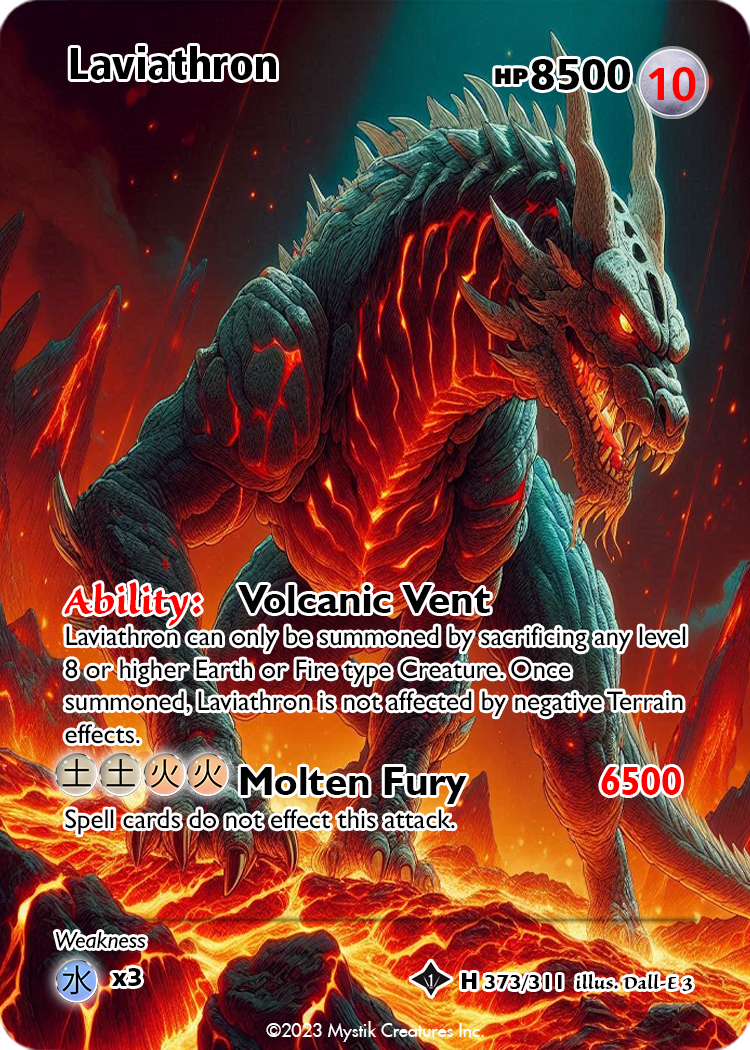 Laviathron
HP8500 10
Ability: Volcanic Vent
Laviathron can only be summoned by sacrificing any level
8 or higher Earth or Fire type Creature. Once
summoned, Laviathron is not affected by negative Terrain
effects.
土 土 火 火 Molten Fury 6500
Spell cards do not effect this attack.
Weakness
水 x3
1 H 373/311 illus. Dall-E 3
©2023 Mystik Creatures Inc.